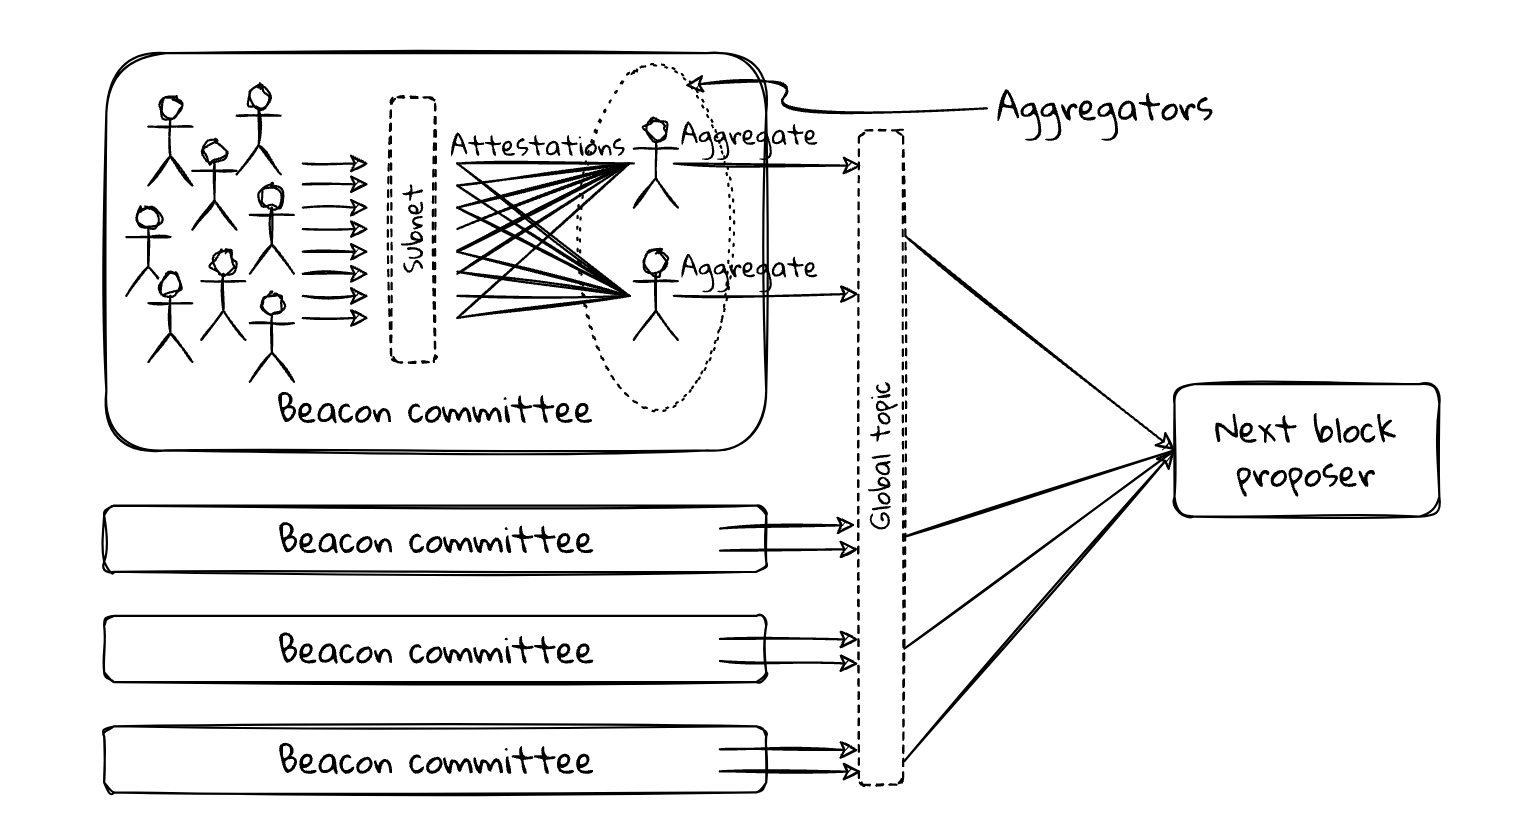 Aggregators
Attestations
Aggregate
Subnet
Aggregate
Beacon committee
Global topic
Next block
proposer
Beacon committee
Beacon committee
Beacon committee